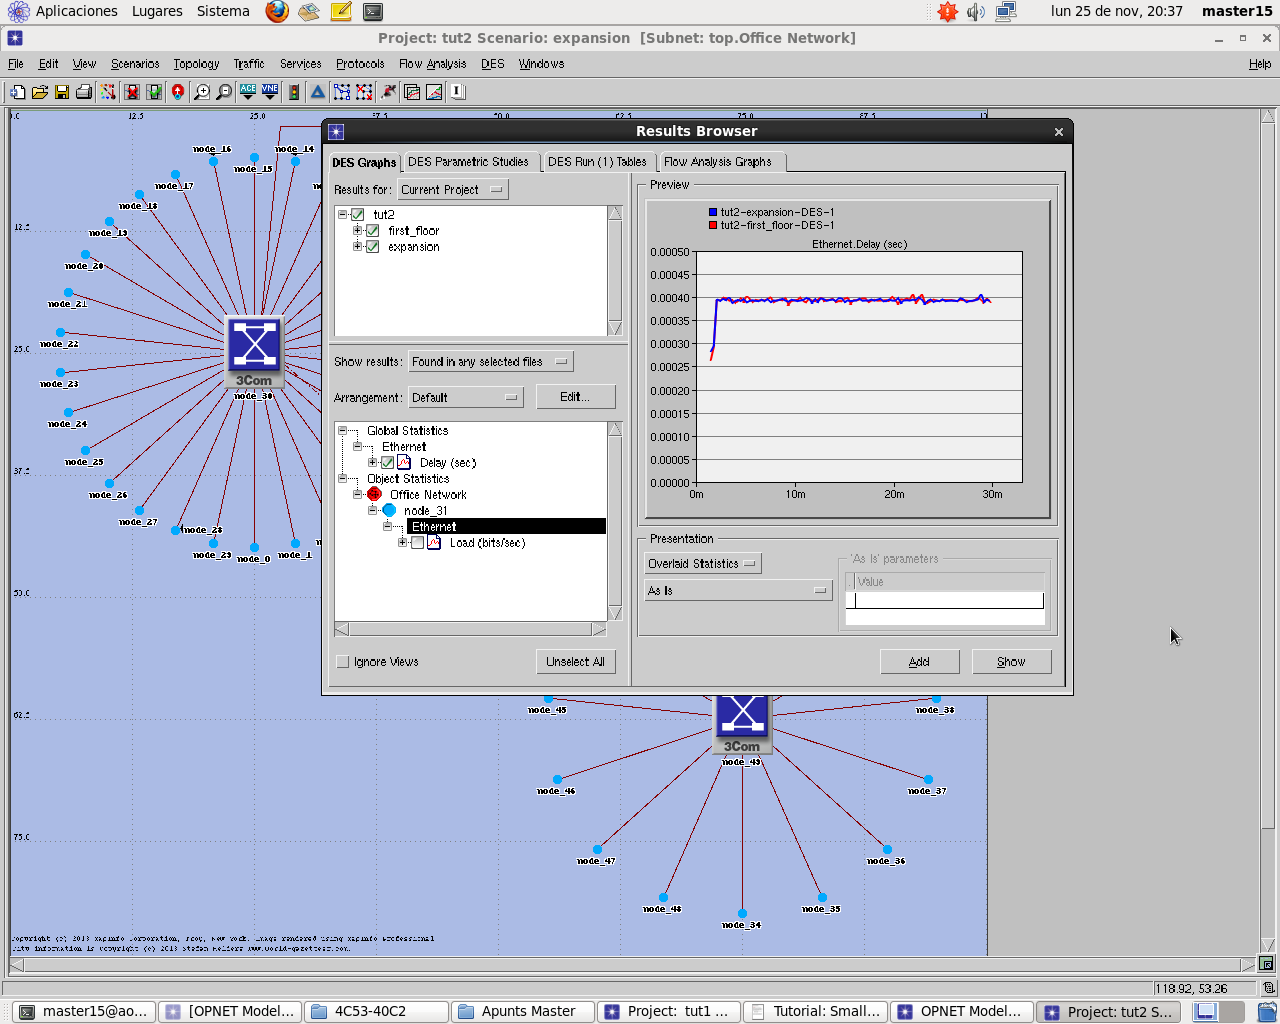 Aplicaciones Lugares Sistema lun 25 de nov, 20:37 master15
Project: tut2 Scenario: expansion [Subnet: top.Office Network]
File Edit View Scenarios Topology Traffic Services Protocols Flow Analysis DES Windows Help
ACE VNE
12.5 25.0
12.5
25.0
37.5
50.0
62.5
75.0
node_16 node_14
node_15
node_17
node_18
node_19
node_20
node_21
node_22
node_23
node_24
node_25
node_26
node_27
node_28
node_29 node_0 node_1
3Com
node_30
Results Browser
DES Graphs DES Parametric Studies DES Run (1) Tables Flow Analysis Graphs
Results for: Current Project
tut2
first_floor
expansion
Show results: Found in any selected files
Arrangement: Default Edit...
Global Statistics
Ethernet
Delay (sec)
Object Statistics
Office Network
node_31
Ethernet
Load (bits/sec)
Ignore Views Unselect All
Preview
tut2-expansion-DES-1
tut2-first_floor-DES-1
Ethernet.Delay (sec)
0.00050
0.00045
0.00040
0.00035
0.00030
0.00025
0.00020
0.00015
0.00010
0.00005
0.00000
0m 10m 20m 30m
Presentation
Overlaid Statistics
As Is
'As Is' parameters
Value
Add Show
node_45 node_38
3Com
node_49
node_46 node_37
node_47 node_36
node_48 node_35
node_34
118.92, 53.26
master15@ao... [OPNET Model... 4C53-40C2 Apunts Master Project: tut1 ... Tutorial: Small... OPNET Model... Project: tut2 S...